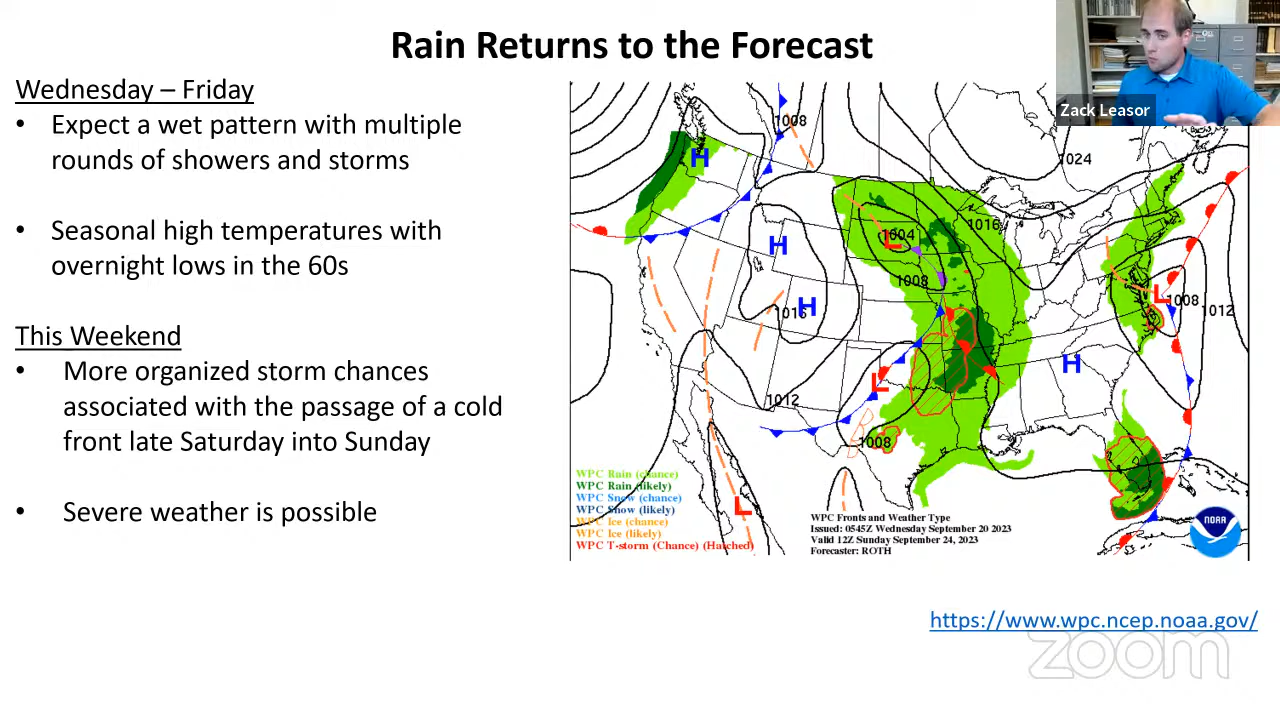 Rain Returns to the Forecast
Zack Leasor
Wednesday – Friday
• Expect a wet pattern with multiple
rounds of showers and storms
• Seasonal high temperatures with
overnight lows in the 60s
This Weekend
• More organized storm chances
associated with the passage of a cold
front late Saturday into Sunday
• Severe weather is possible
1008
1024
H
1016
1004
L
H
1008
L
1008
1012
H
1016
L
H
1012
L
1008
L
WPC Rain (chance)
WPC Rain (likely)
WPC Snow (chance)
WPC Snow (likely)
WPC Ice (chance)
WPC Ice (likely)
WPC T-storm (Chance) (Hatched)
WPC Fronts and Weather Type
Issued: 0545Z Wednesday September 20 2023
Valid 12Z Sunday September 24, 2023
Forecaster: ROTH
NOAA
https://www.wpc.ncep.noaa.gov/
zoom